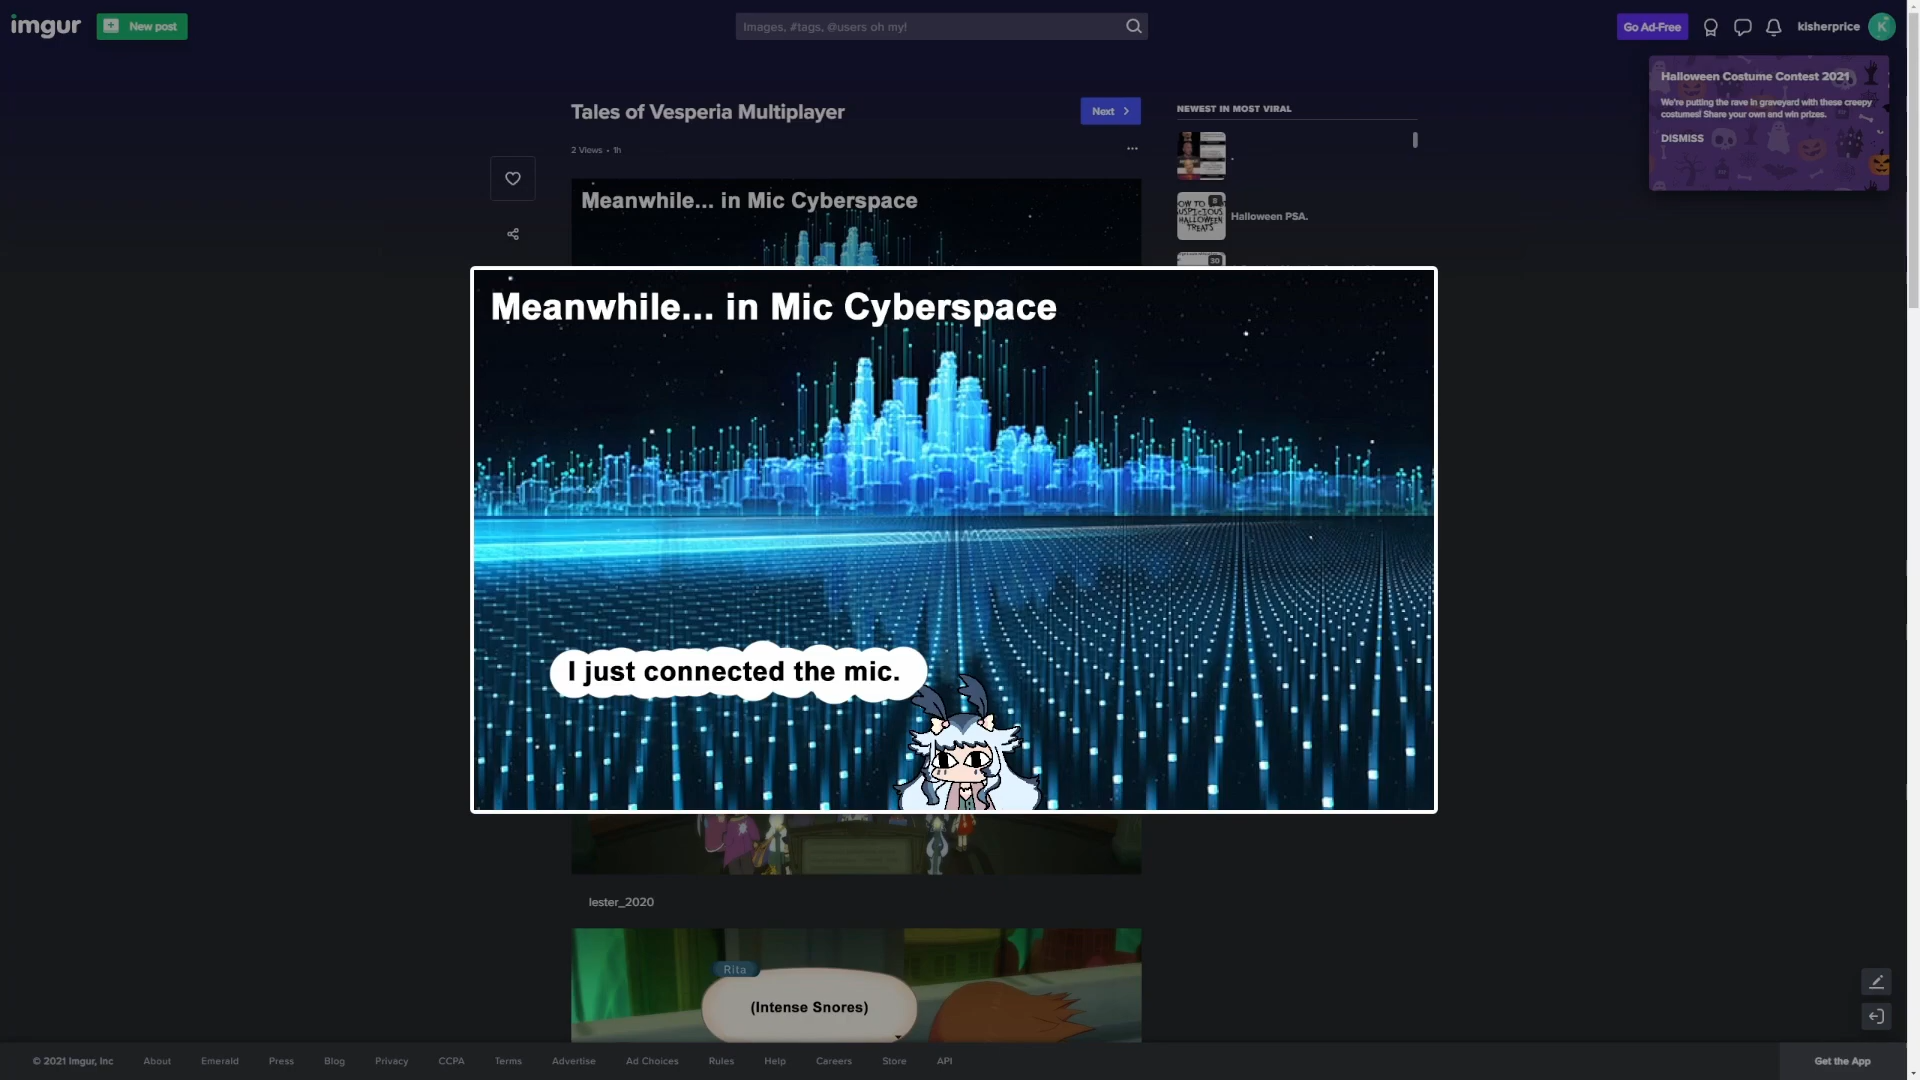 imgur
New post
Images, #tags, @users oh my!
Go Ad-Free
kisherprice
K
Halloween Costume Contest 2021
We're putting the rave in graveyard with these creepy
costumes! Share your own and win prizes.
DISMISS
Tales of Vesperia Multiplayer
Next
2 Views • 1h
NEWEST IN MOST VIRAL
.
HALLOWEEN
TREATS
8
Halloween PSA.
30
Meanwhile... in Mic Cyberspace
Meanwhile... in Mic Cyberspace
I just connected the mic.
lester_2020
Rita
(Intense Snores)
© 2021 Imgur, Inc
About
Emerald
Press
Blog
Privacy
CCPA
Terms
Advertise
Ad Choices
Rules
Help
Careers
Store
API
Get the App